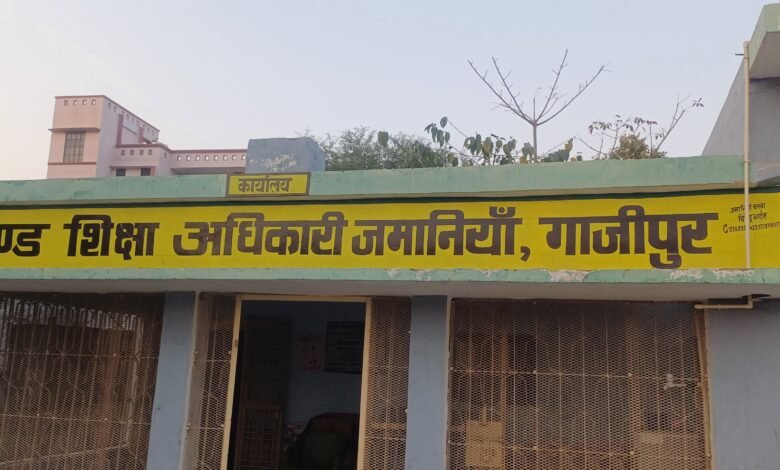 कार्यालय
ण्ड शिक्षा अधिकारी जमानियाँ, गाजीपुर